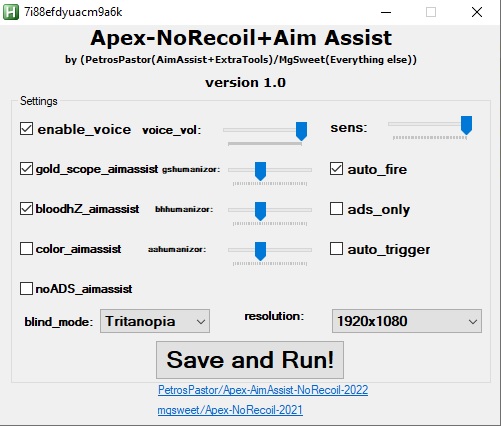 7i88efdyuacm9a6k
Apex-NoRecoil+Aim Assist
by (PetrosPastor(AimAssist+ExtraTools)/MgSweet(Everything else))
version 1.0
Settings
enable_voice voice_vol: sens:
gold_scope_aimassist gshumanizor: auto_fire
bloodhZ_aimassist bhhumanizor: ads_only
color_aimassist aahumanizor: auto_trigger
noADS_aimassist
blind_mode: Tritanopia resolution: 1920x1080
Save and Run!
PetrosPastor/Apex-AimAssist-NoRecoil-2022
mgsweet/Apex-NoRecoil-2021